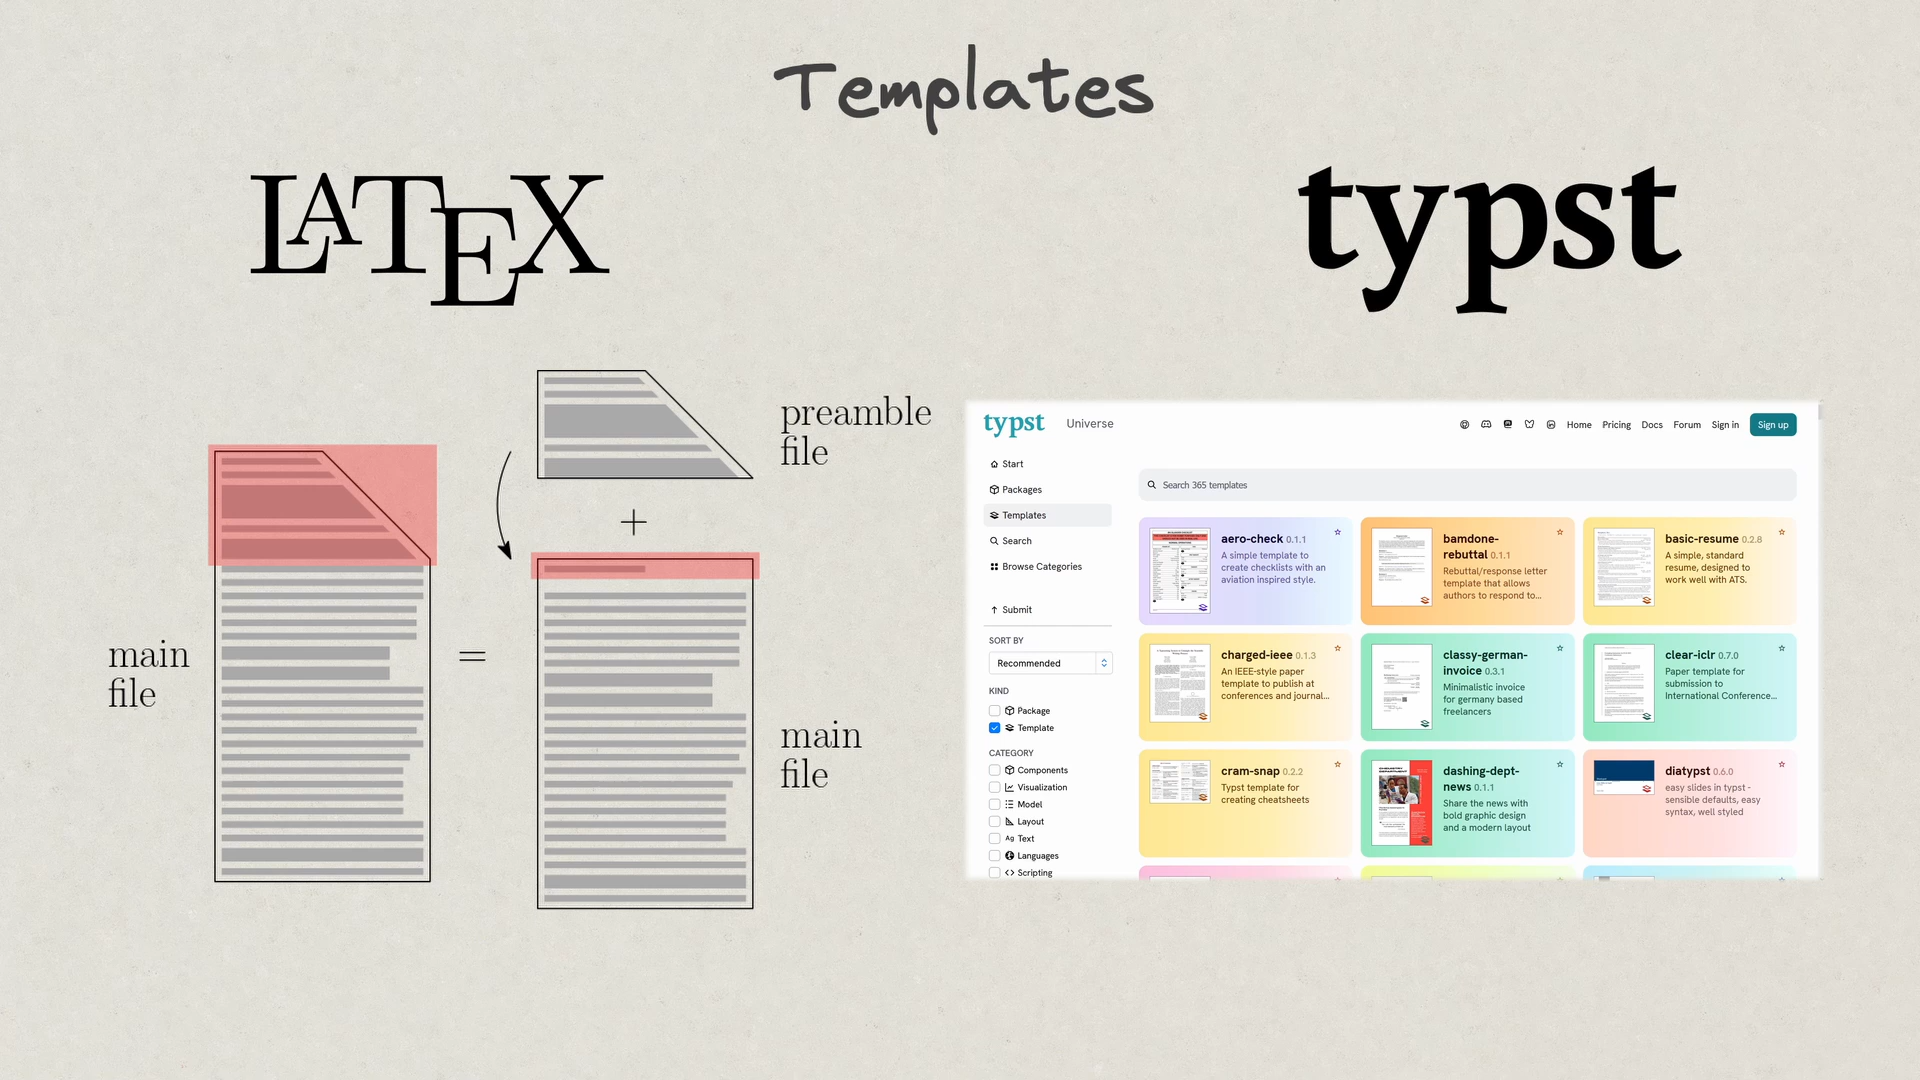 Templates
LATEX
typst
preamble
file
+
main
file
=
main
file
typst Universe
Home Pricing Docs Forum Sign in Sign up
Start
Packages
Templates
Search
Browse Categories
Submit
SORT BY
Recommended
KIND
Package
Template
CATEGORY
Components
Visualization
Model
Layout
Text
Languages
Scripting
Search 365 templates
aero-check 0.1.1
A simple template to
create checklists with an
aviation inspired style.
bamdone-
rebuttal 0.1.1
Rebuttal/response letter
template that allows
authors to respond to...
basic-resume 0.2.8
A simple, standard
resume, designed to
work well with ATS.
charged-ieee 0.1.3
An IEEE-style paper
template to publish at
conferences and journal...
classy-german-
invoice 0.3.1
Minimalistic invoice
for germany based
freelancers
clear-iclr 0.7.0
Paper template for
submission to
International Conference...
cram-snap 0.2.2
Typst template for
creating cheatsheets
dashing-dept-
news 0.1.1
Share the news with
bold graphic design
and a modern layout
diatypst 0.6.0
easy slides in typst -
sensible defaults, easy
syntax, well styled